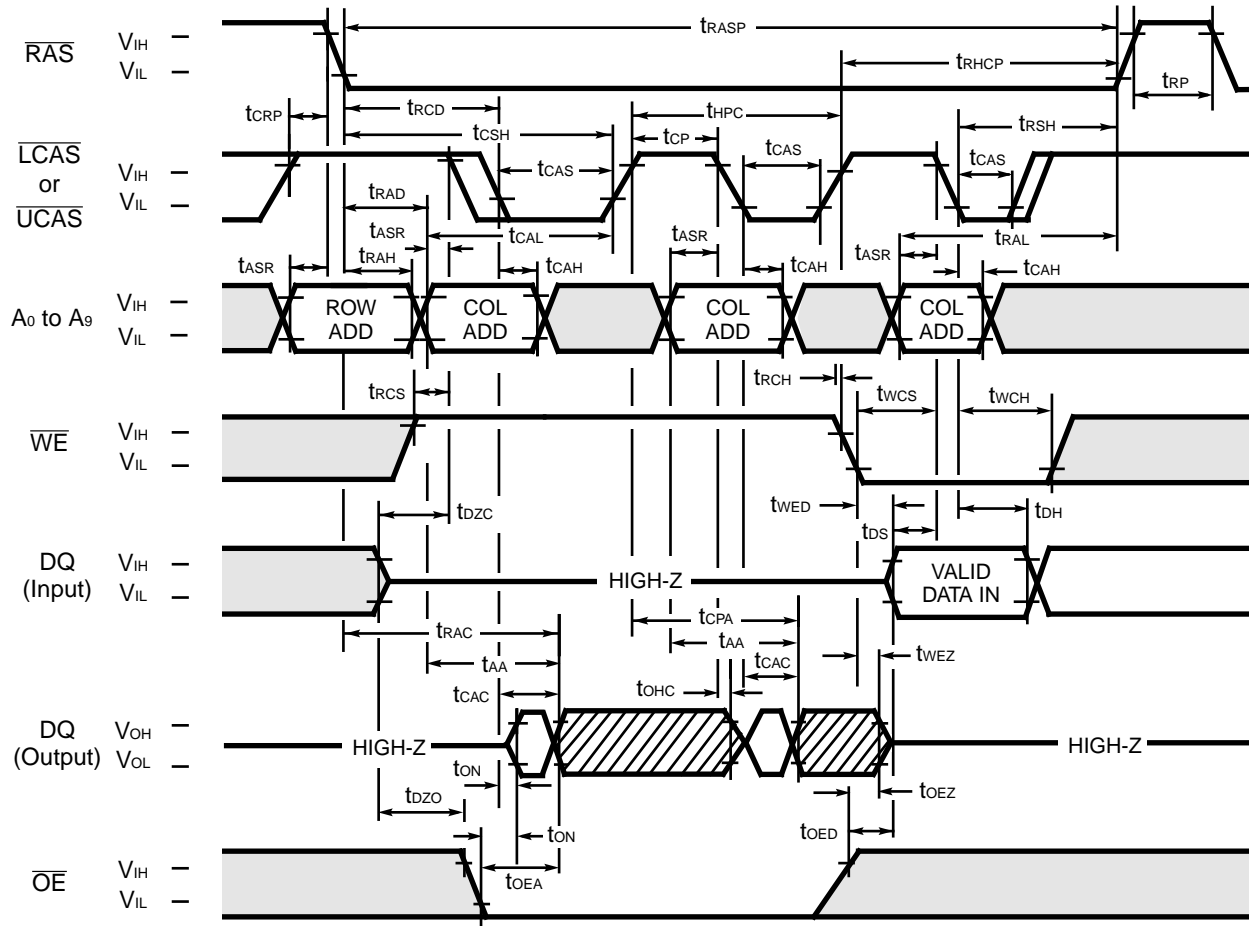 tRASP
RAS
VIH
VIL
tRHCP
tRP
tCRP
tRCD
tHPC
tCSH
tCP
tRSH
LCAS
or
UCAS
VIH
VIL
tCAS
tCAS
tCAS
tRAD
tASR
tCAL
tASR
tASR
tRAL
tASR
tRAH
tCAH
tCAH
tCAH
A0 to A9
VIH
VIL
ROW
ADD
COL
ADD
COL
ADD
COL
ADD
tRCS
tRCH
tWCS
tWCH
WE
VIH
VIL
tDZC
tWED
tDS
tDH
DQ
(Input)
VIH
VIL
HIGH-Z
VALID
DATA IN
tRAC
tCPA
tAA
tAA
tWEZ
tCAC
tOHC
tCAC
DQ
(Output)
VOH
VOL
HIGH-Z
HIGH-Z
tON
tDZO
tOEZ
tON
tOED
tOEA
OE
VIH
VIL